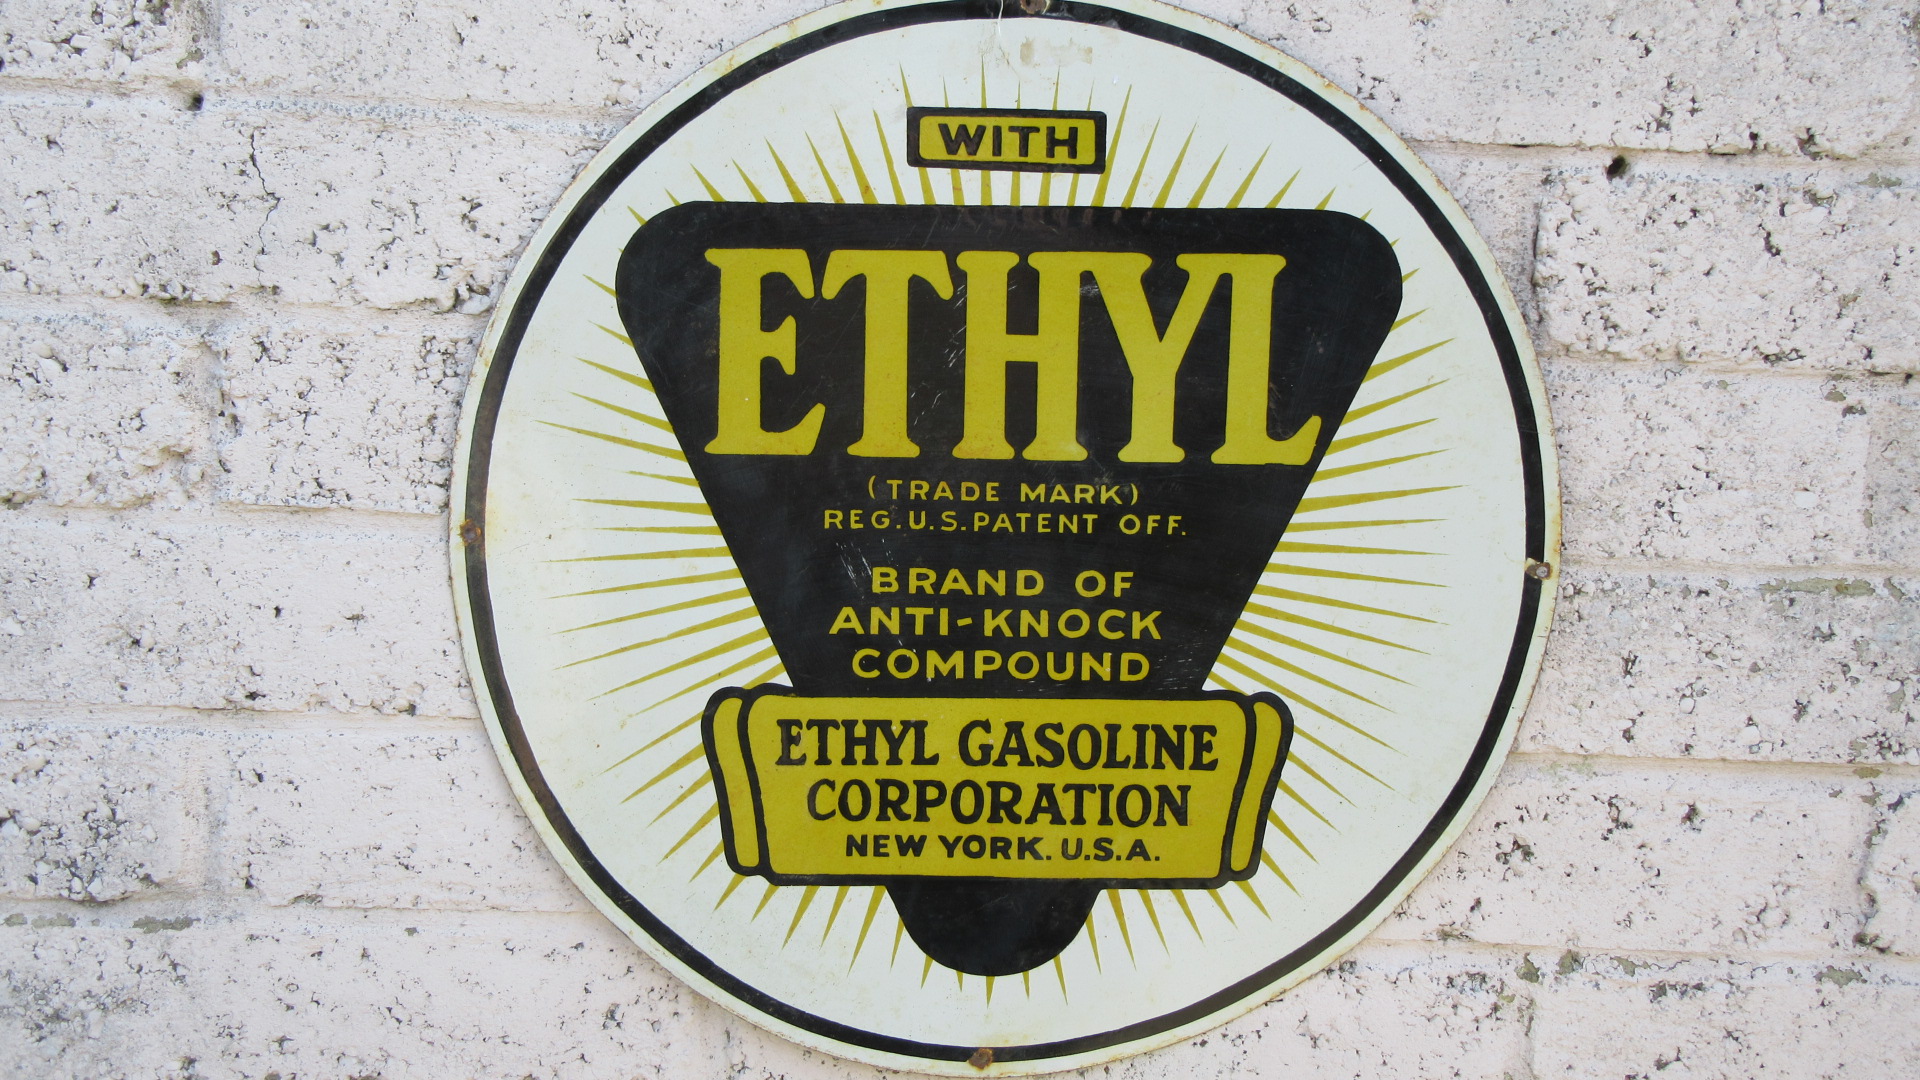 WITH
ETHYL
(TRADE MARK)
REG. U.S. PATENT OFF.
BRAND OF
ANTI-KNOCK
COMPOUND
ETHYL GASOLINE
CORPORATION
NEW YORK. U.S.A.